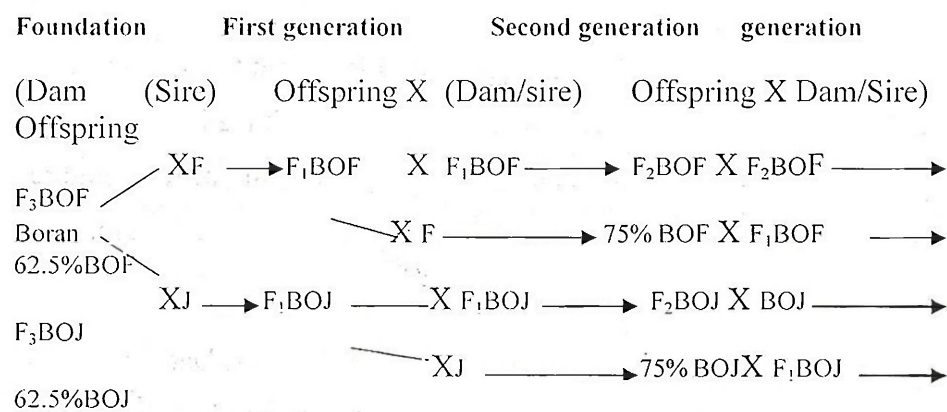 Foundation First generation Second generation generation
(Dam (Sire) Offspring X (Dam/sire) Offspring X Dam/Sire)
Offspring
XF F₁BOF X F₁BOF F₂BOF X F₂BOF
F₃BOF
Boran X F 75% BOF X F₁BOF
62.5%BOF
XJ F₁BOJ X F₁BOJ F₂BOJ X BOJ
F₃BOJ
XJ 75% BOJX F₁BOJ
62.5%BOJ